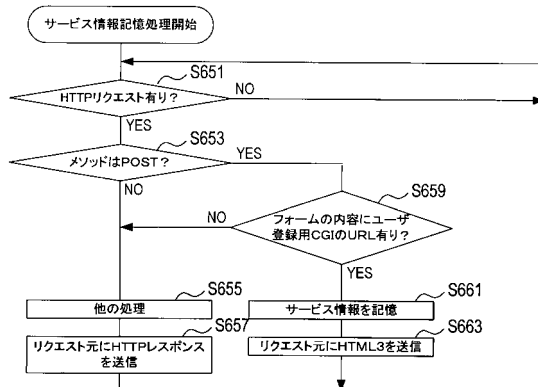 サービス情報記憶処理開始
S651
HTTPリクエスト有り？
NO
YES
S653
メソッドはPOST？
YES
NO
S659
フォームの内容にユーザ
登録用CGIのURL有り？
NO
YES
S655
他の処理
S661
サービス情報を記憶
S657
リクエスト元にHTTPレスポンス
を送信
S663
リクエスト元にHTML3を送信